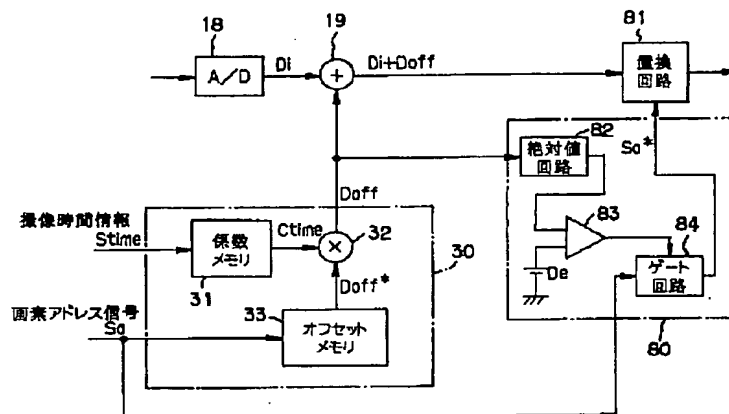 18
A/D
Di
19
+
Di+Doff
81
置換
回路
82
絶対値
回路
Sa*
Doff
83
撮像時間情報
Stime
係数
メモリ
31
Ctime
×
32
30
De
84
ゲート
回路
Doff*
画素アドレス信号
Sa
33
オフセット
メモリ
80